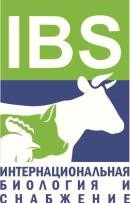 IBS
ИНТЕРНАЦИОНАЛЬНАЯ
БИОЛОГИЯ И
СНАБЖЕНИЕ